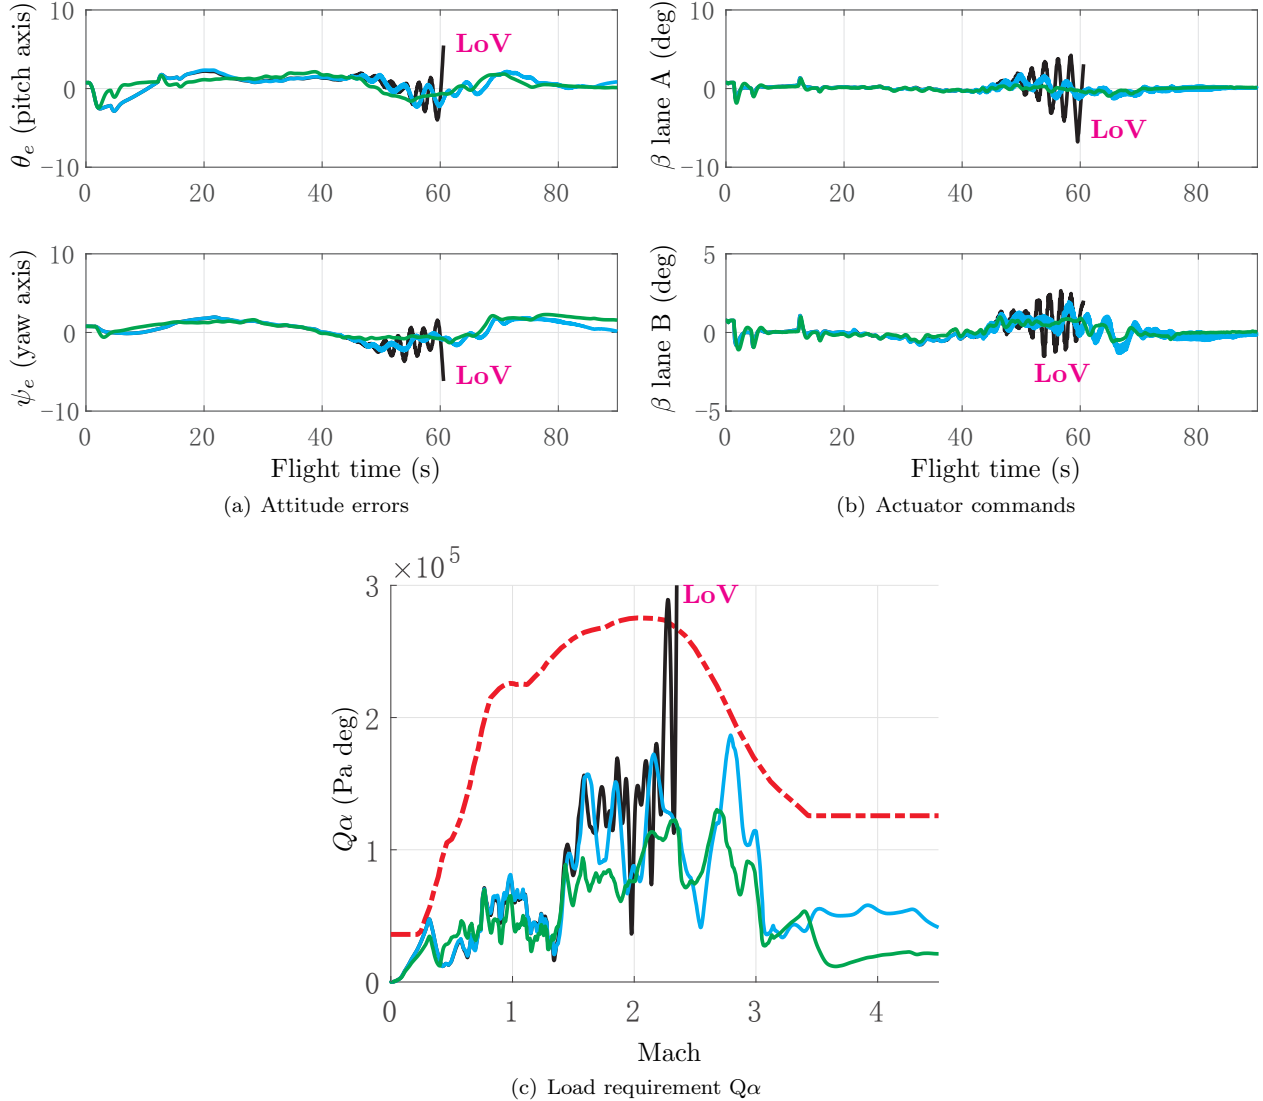 10
0
−10
θe (pitch axis)
LoV
0 20 40 60 80
10
0
−10
ψe (yaw axis)
LoV
0 20 40 60 80
Flight time (s)
(a) Attitude errors
10
0
−10
β lane A (deg)
LoV
0 20 40 60 80
5
0
−5
β lane B (deg)
LoV
0 20 40 60 80
Flight time (s)
(b) Actuator commands
×10^5
3
2
1
0
Qα (Pa deg)
LoV
0 1 2 3 4
Mach
(c) Load requirement Qα